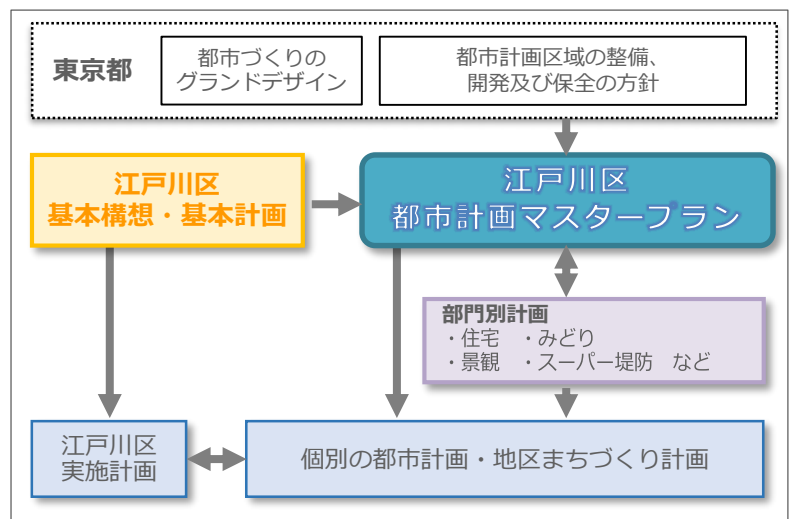 東京都
都市づくりの
グランドデザイン
都市計画区域の整備、
開発及び保全の方針
江戸川区
基本構想・基本計画
江戸川区
都市計画マスタープラン
部門別計画
・住宅　・みどり
・景観　・スーパー堤防　など
江戸川区
実施計画
個別の都市計画・地区まちづくり計画